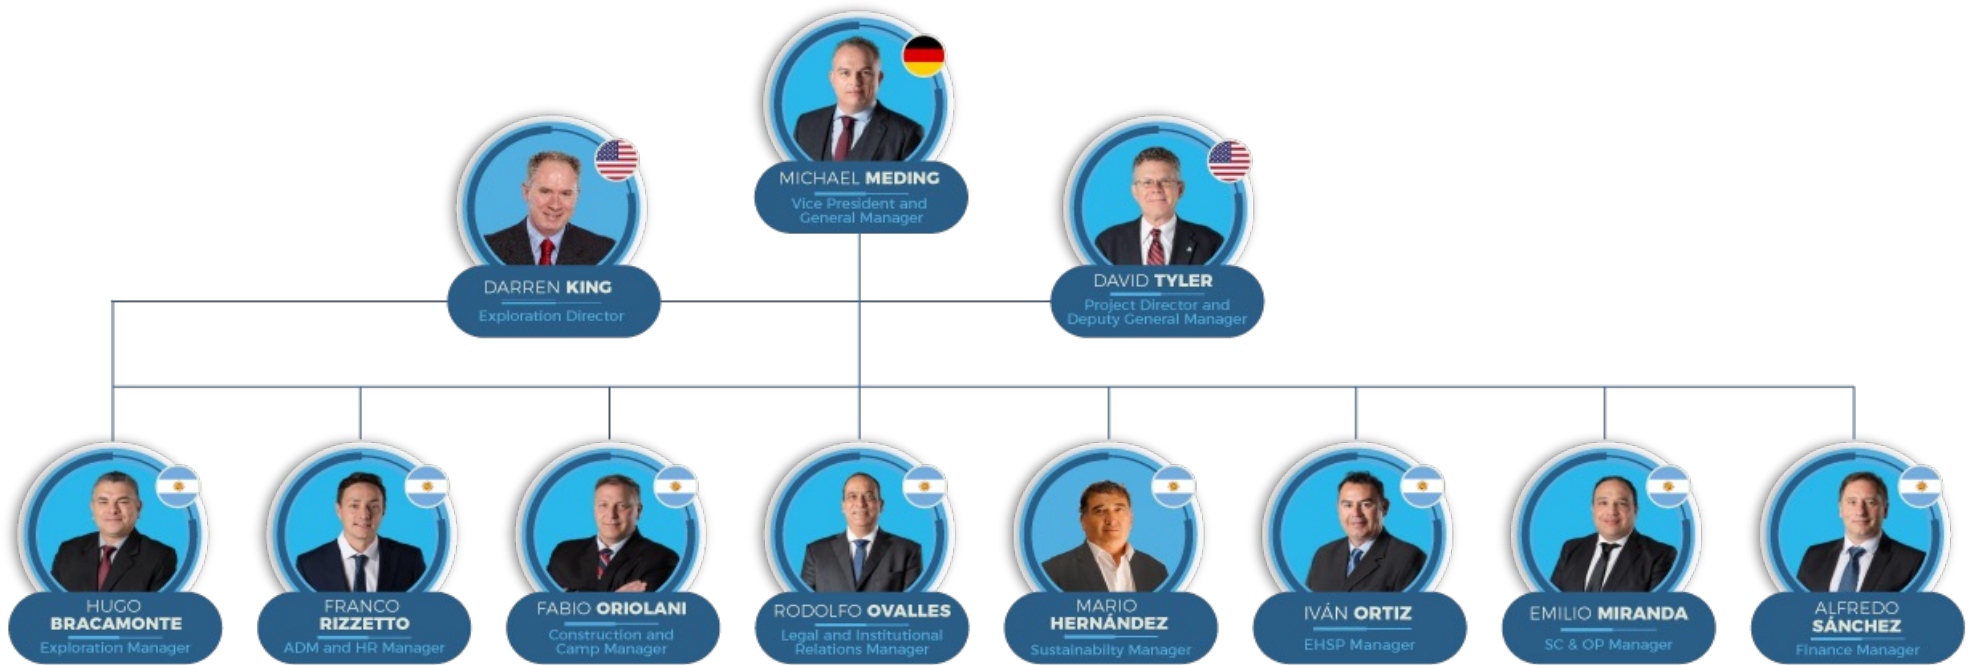 MICHAEL MEDING
Vice President and
General Manager
DARREN KING
Exploration Director
DAVID TYLER
Project Director and
Deputy General Manager
HUGO
BRACAMONTE
Exploration Manager
FRANCO
RIZZETTO
ADM and HR Manager
FABIO ORIOLANI
Construction and
Camp Manager
RODOLFO OVALLES
Legal and Institutional
Relations Manager
MARIO
HERNÁNDEZ
Sustainabilty Manager
IVÁN ORTIZ
EHSP Manager
EMILIO MIRANDA
SC & OP Manager
ALFREDO
SÁNCHEZ
Finance Manager